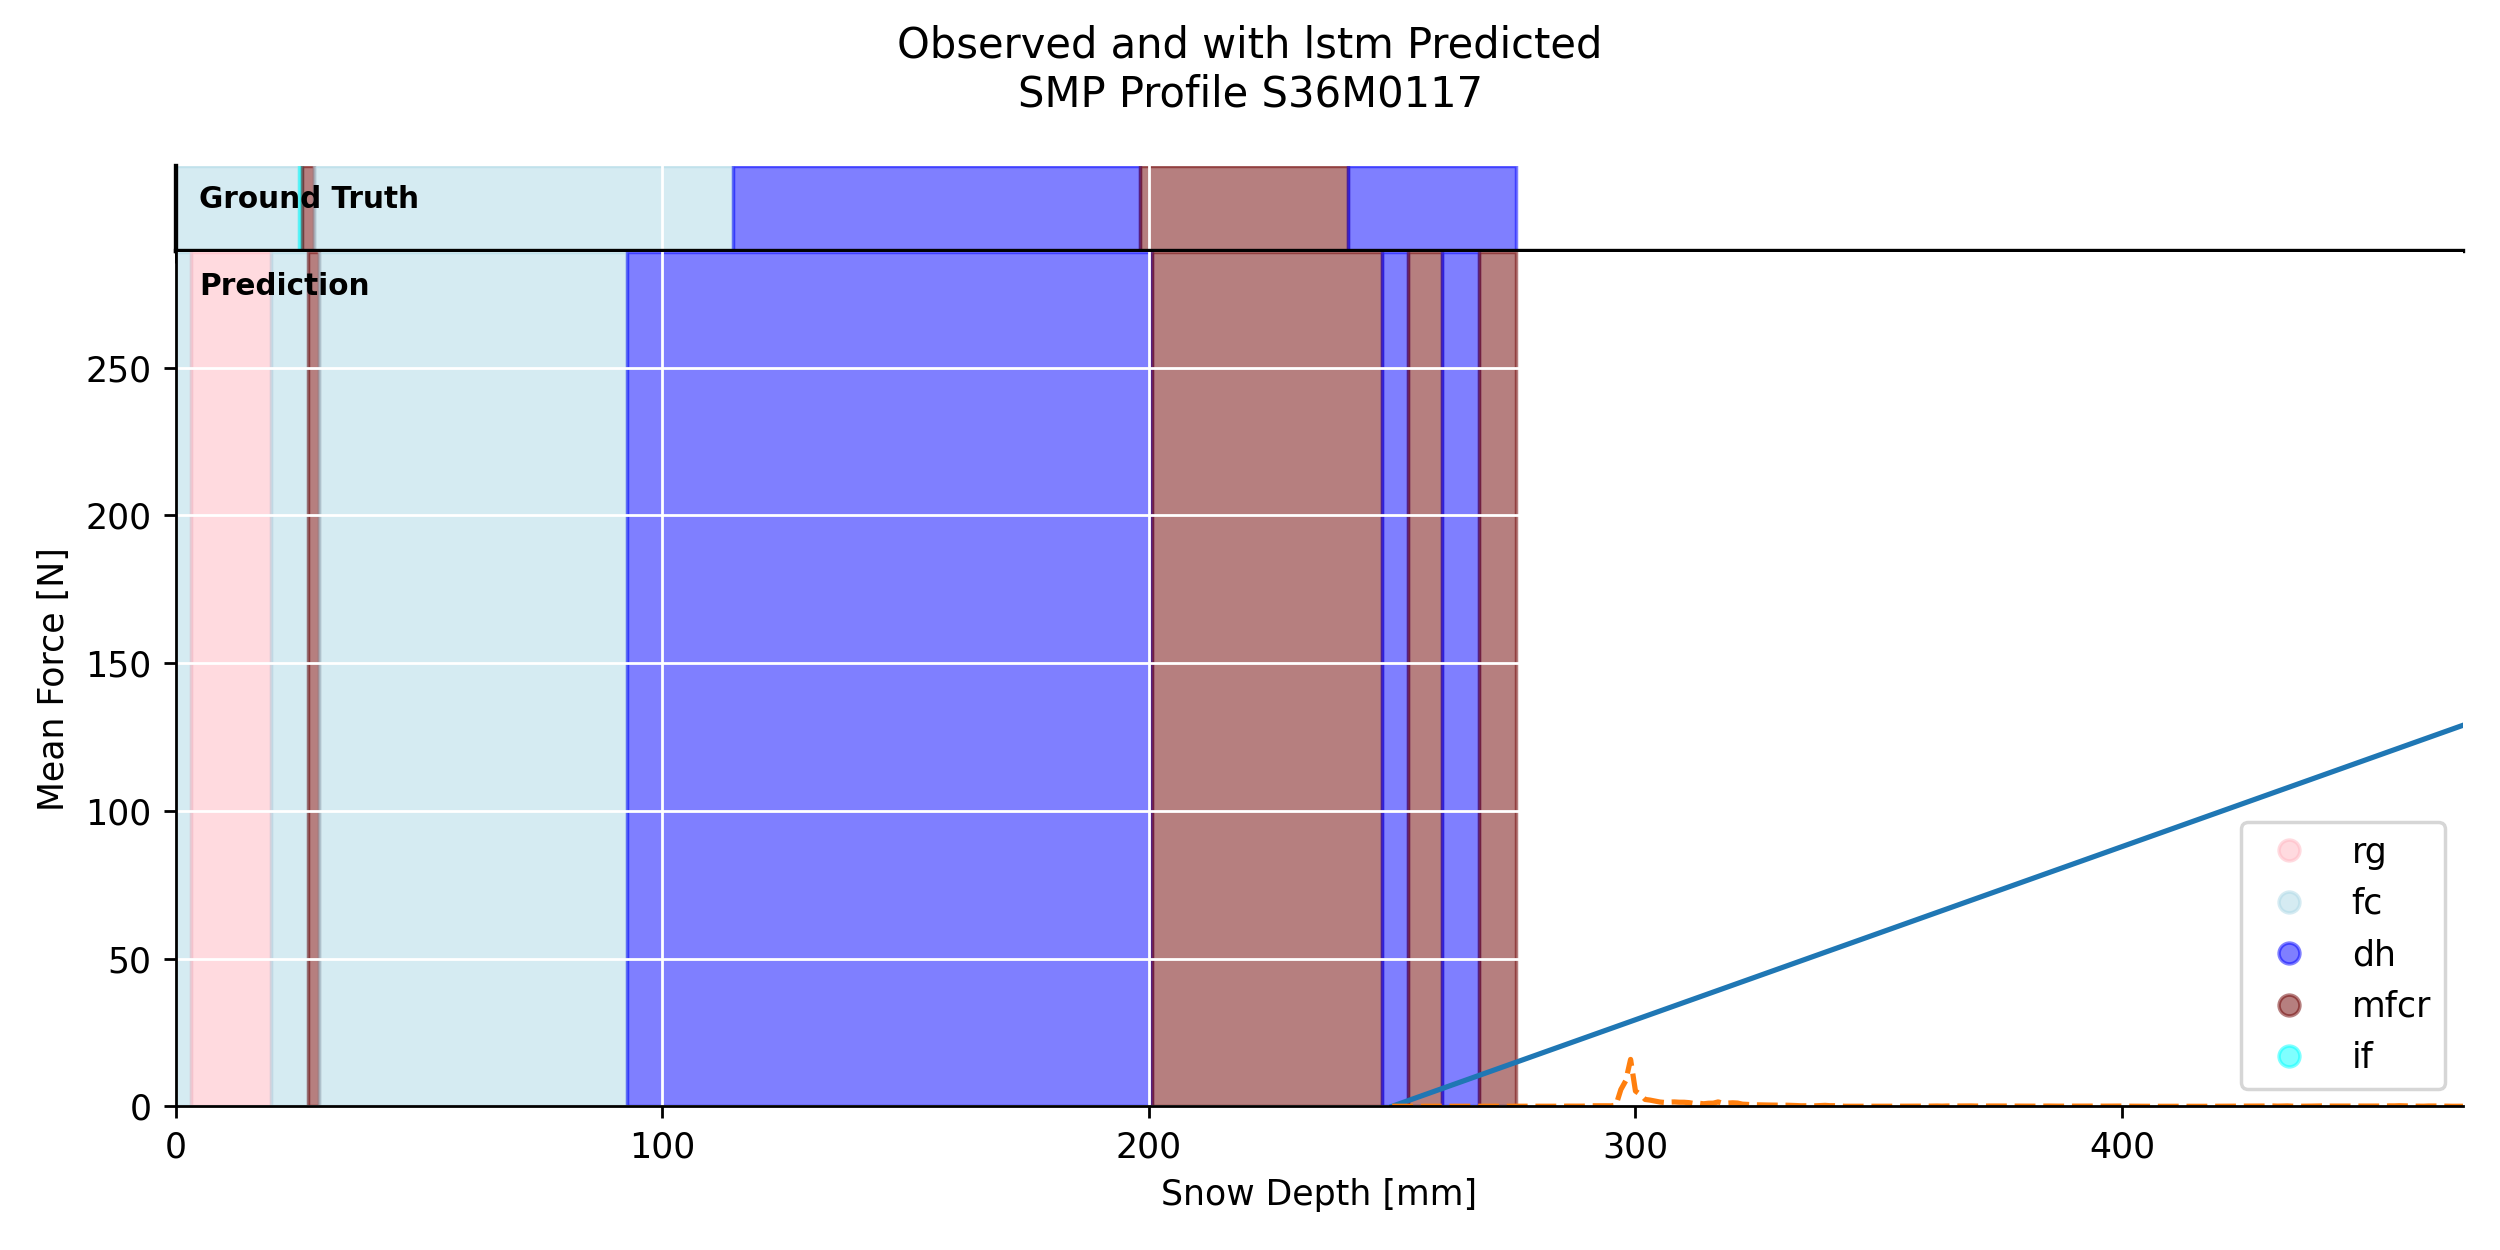 Observed and with lstm Predicted
SMP Profile S36M0117
Ground Truth
Prediction
250
200
150
100
50
0
Mean Force [N]
0 100 200 300 400
Snow Depth [mm]
rg
fc
dh
mfcr
if